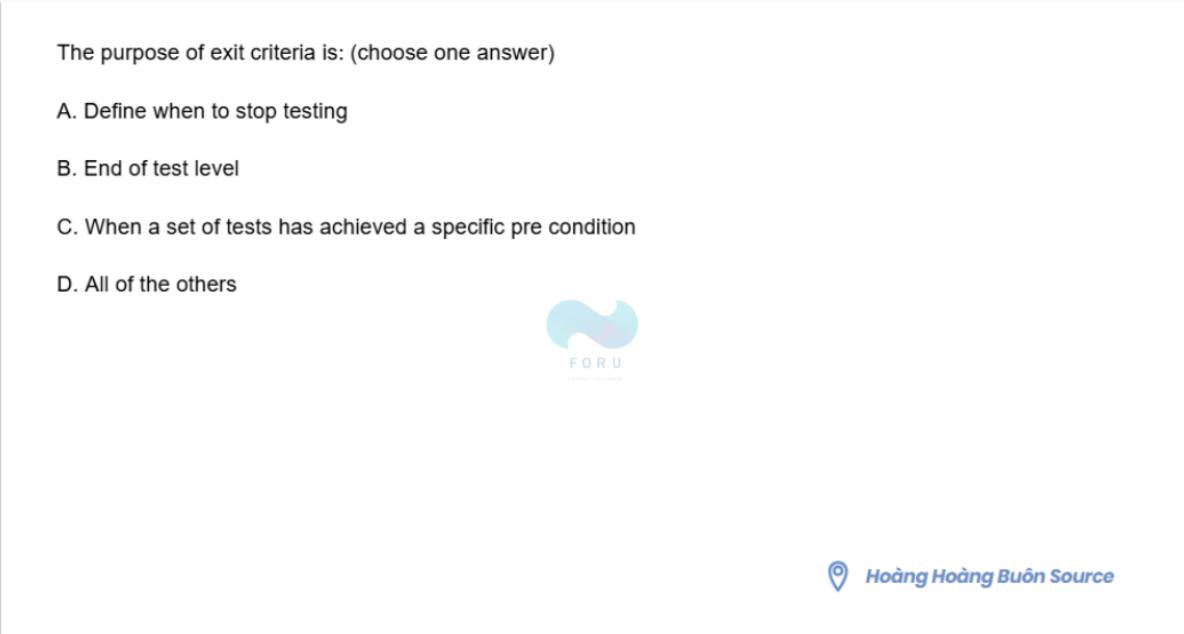 The purpose of exit criteria is: (choose one answer)
A. Define when to stop testing
B. End of test level
C. When a set of tests has achieved a specific pre condition
D. All of the others
FORU
Hoàng Hoàng Buôn Source